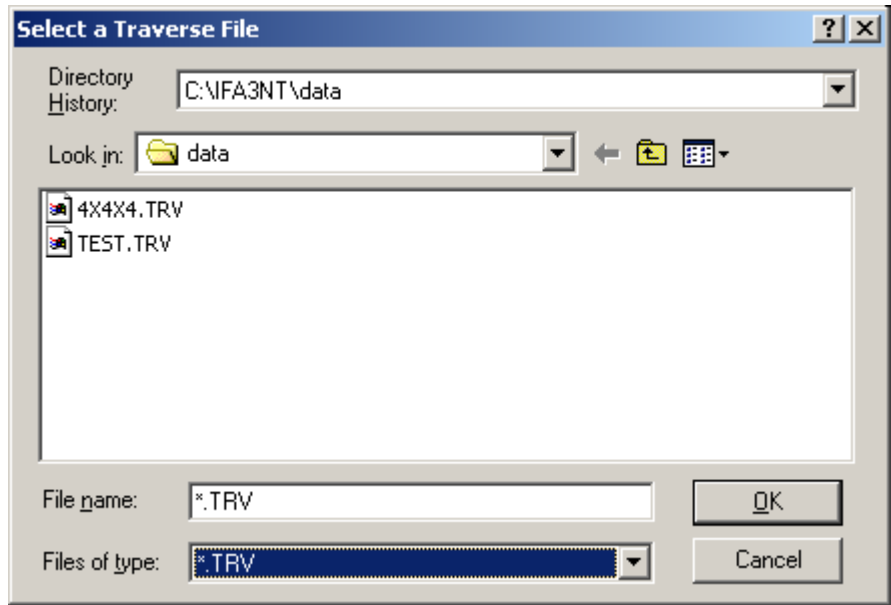 Select a Traverse File
Directory
History:
C:\IFA3NT\data
Look in:
data
4X4X4.TRV
TEST.TRV
File name:
*.TRV
OK
Files of type:
*.TRV
Cancel